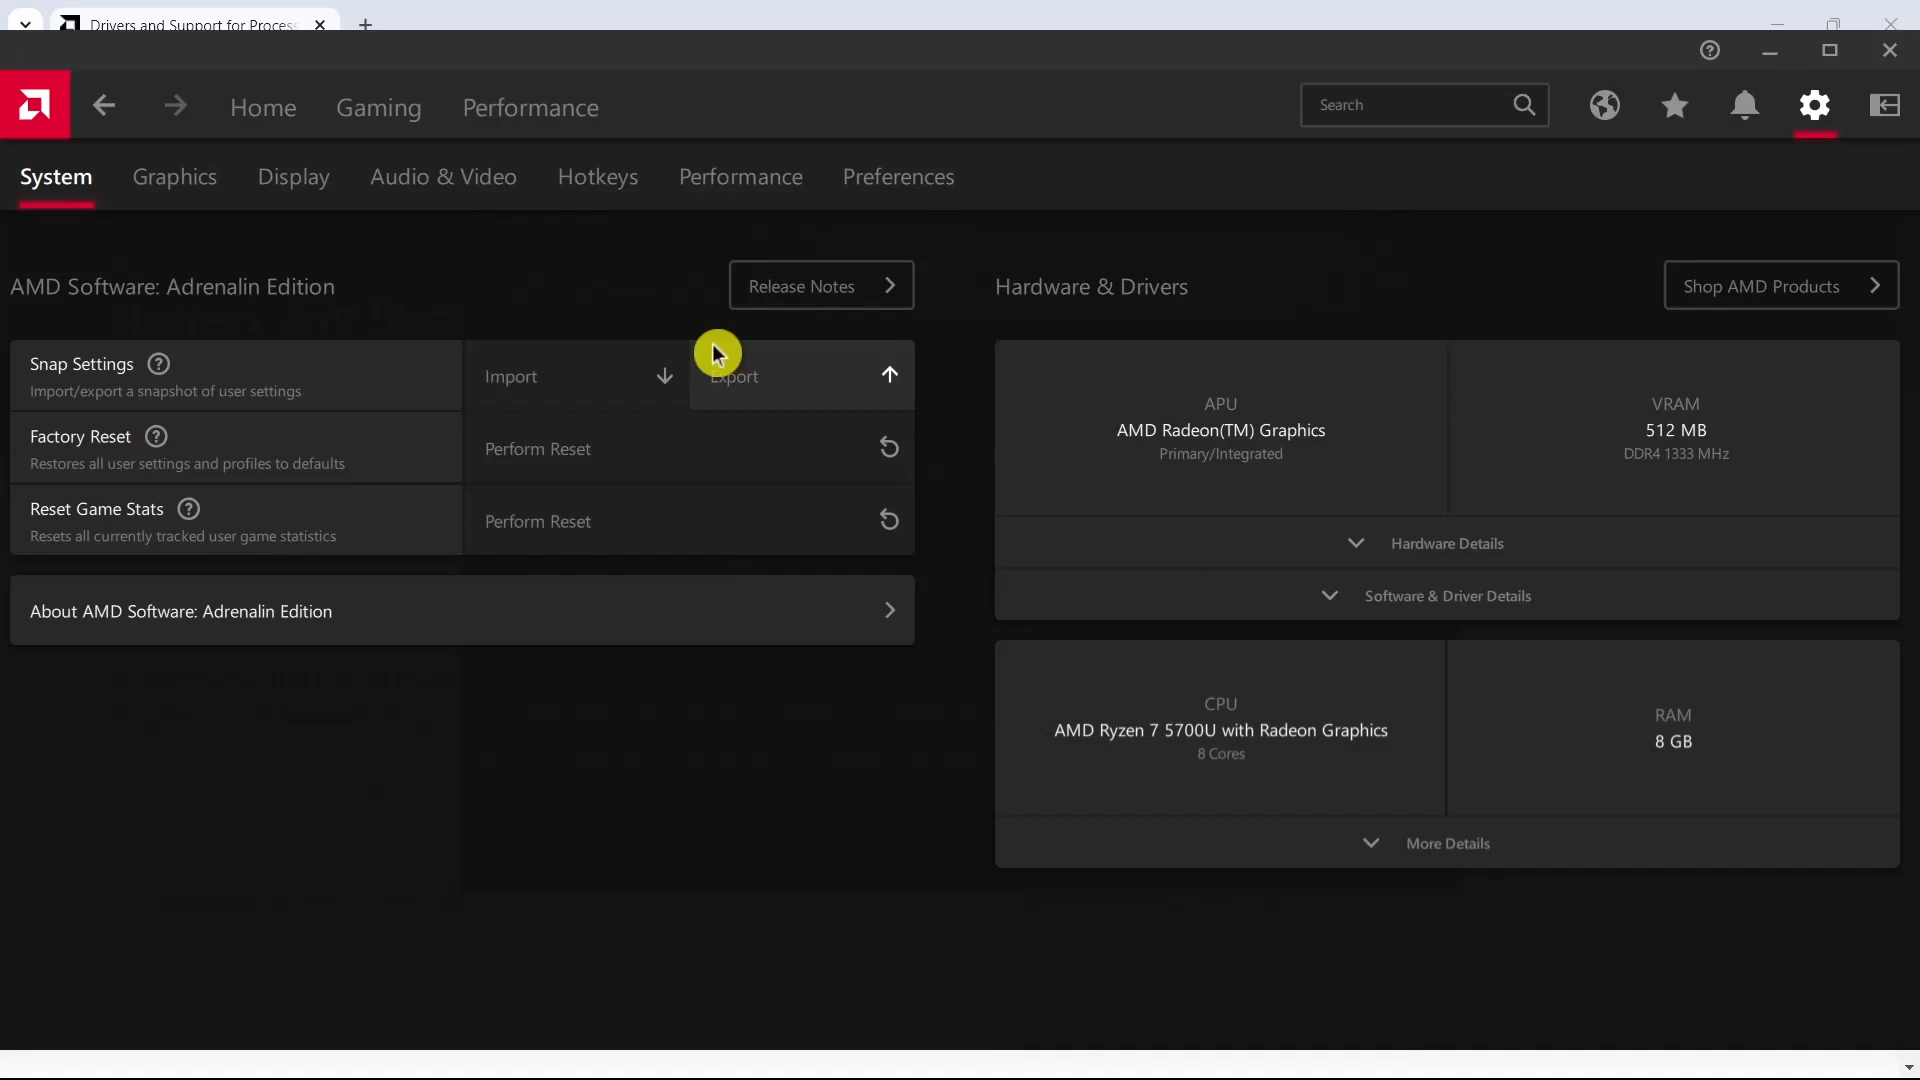 Drivers and Support for Process
Home
Gaming
Performance
Search
System
Graphics
Display
Audio & Video
Hotkeys
Performance
Preferences
AMD Software: Adrenalin Edition
Release Notes
Snap Settings
Import/export a snapshot of user settings
Import
Export
Factory Reset
Restores all user settings and profiles to defaults
Perform Reset
Reset Game Stats
Resets all currently tracked user game statistics
Perform Reset
About AMD Software: Adrenalin Edition
Hardware & Drivers
Shop AMD Products
APU
AMD Radeon(TM) Graphics
Primary/Integrated
VRAM
512 MB
DDR4 1333 MHz
Hardware Details
Software & Driver Details
CPU
AMD Ryzen 7 5700U with Radeon Graphics
8 Cores
RAM
8 GB
More Details